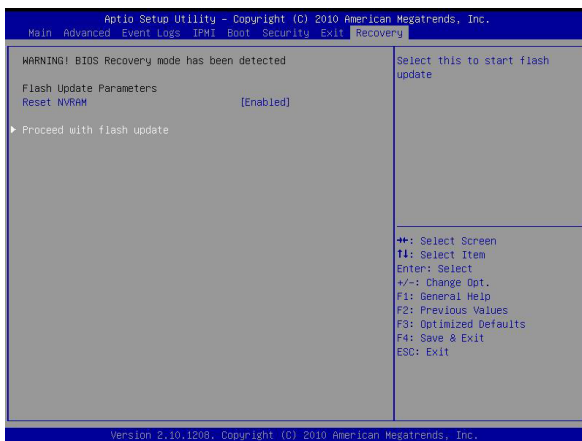 Aptio Setup Utility – Copyright (C) 2010 American Megatrends, Inc.
Main Advanced Event Logs IPMI Boot Security Exit Recovery
WARNING! BIOS Recovery mode has been detected
Flash Update Parameters
Reset NVRAM [Enabled]
▶ Proceed with flash update
Select this to start flash
update
→←: Select Screen
↑↓: Select Item
Enter: Select
+/-: Change Opt.
F1: General Help
F2: Previous Values
F3: Optimized Defaults
F4: Save & Exit
ESC: Exit
Version 2.10.1208. Copyright (C) 2010 American Megatrends, Inc.